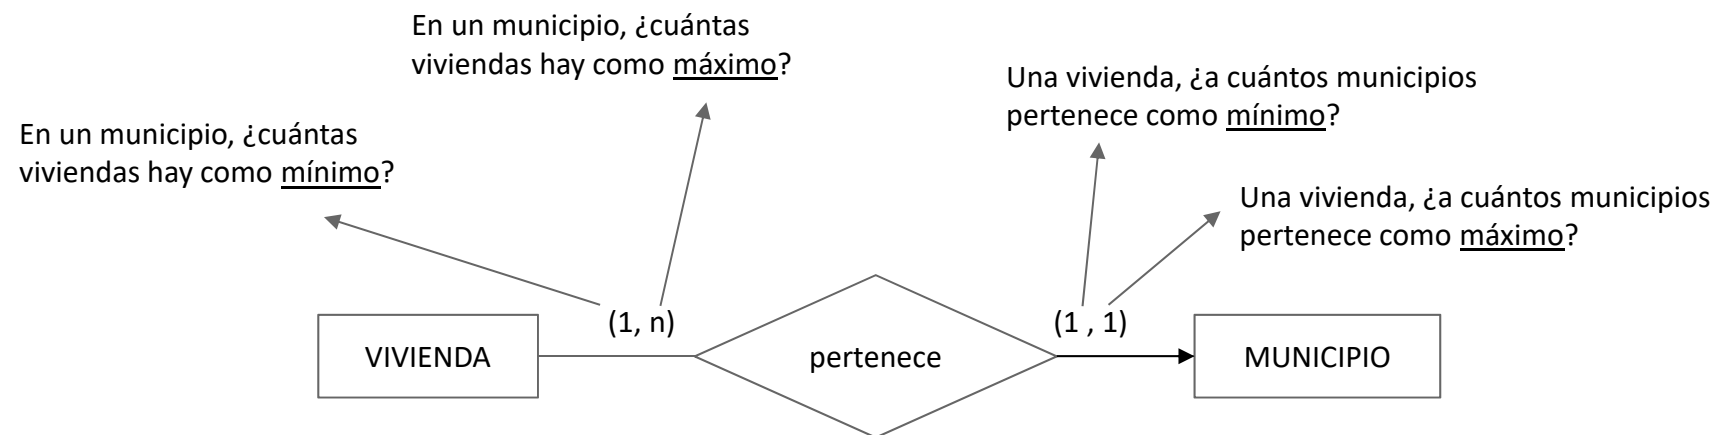 En un municipio, ¿cuántas
viviendas hay como máximo?
Una vivienda, ¿a cuántos municipios
pertenece como mínimo?
En un municipio, ¿cuántas
viviendas hay como mínimo?
Una vivienda, ¿a cuántos municipios
pertenece como máximo?
(1, n)
(1 , 1)
VIVIENDA
pertenece
MUNICIPIO